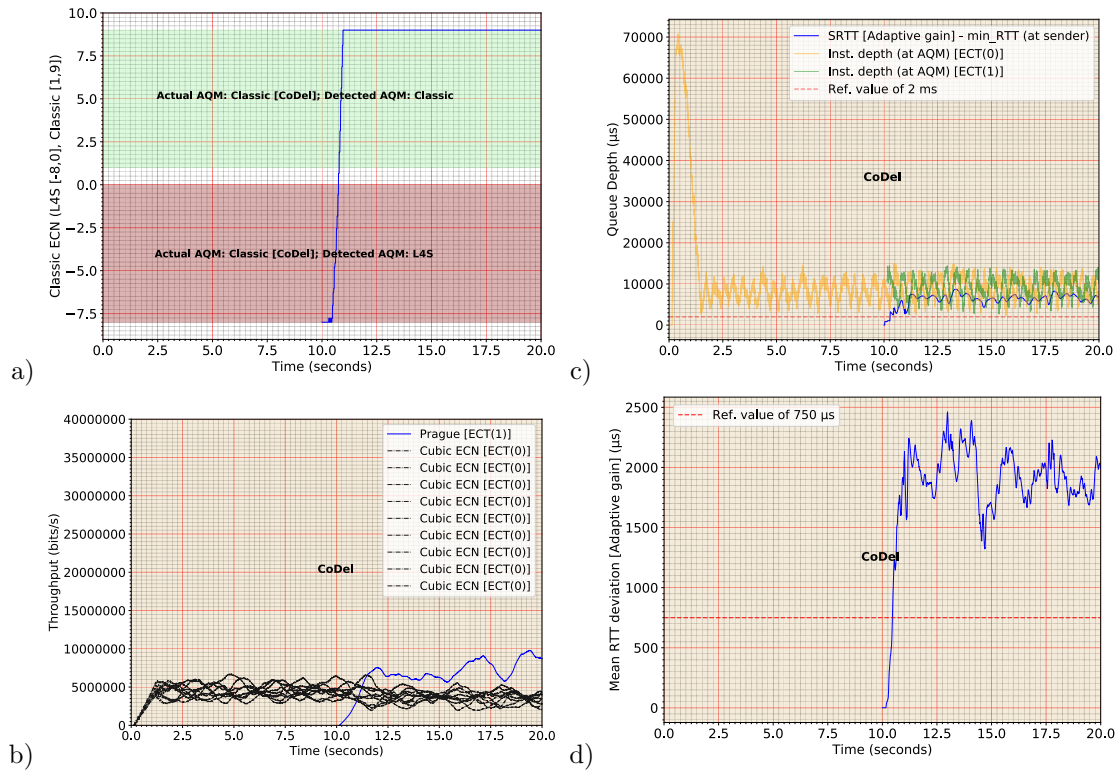 a)
Classic ECN (L4S [-8,0], Classic [1,9])
10.0
7.5
5.0
2.5
0.0
−2.5
−5.0
−7.5
Actual AQM: Classic [CoDel]; Detected AQM: Classic
Actual AQM: Classic [CoDel]; Detected AQM: L4S
0.0 2.5 5.0 7.5 10.0 12.5 15.0 17.5 20.0
Time (seconds)
c)
Queue Depth (µs)
70000
60000
50000
40000
30000
20000
10000
0
SRTT [Adaptive gain] - min_RTT (at sender)
Inst. depth (at AQM) [ECT(0)]
Inst. depth (at AQM) [ECT(1)]
Ref. value of 2 ms
CoDel
0.0 2.5 5.0 7.5 10.0 12.5 15.0 17.5 20.0
Time (seconds)
b)
Throughput (bits/s)
40000000
35000000
30000000
25000000
20000000
15000000
10000000
5000000
0
Prague [ECT(1)]
Cubic ECN [ECT(0)]
Cubic ECN [ECT(0)]
Cubic ECN [ECT(0)]
Cubic ECN [ECT(0)]
Cubic ECN [ECT(0)]
Cubic ECN [ECT(0)]
Cubic ECN [ECT(0)]
Cubic ECN [ECT(0)]
Cubic ECN [ECT(0)]
CoDel
0.0 2.5 5.0 7.5 10.0 12.5 15.0 17.5 20.0
Time (seconds)
d)
Mean RTT deviation [Adaptive gain] (µs)
2500
2000
1500
1000
500
0
Ref. value of 750 µs
CoDel
0.0 2.5 5.0 7.5 10.0 12.5 15.0 17.5 20.0
Time (seconds)